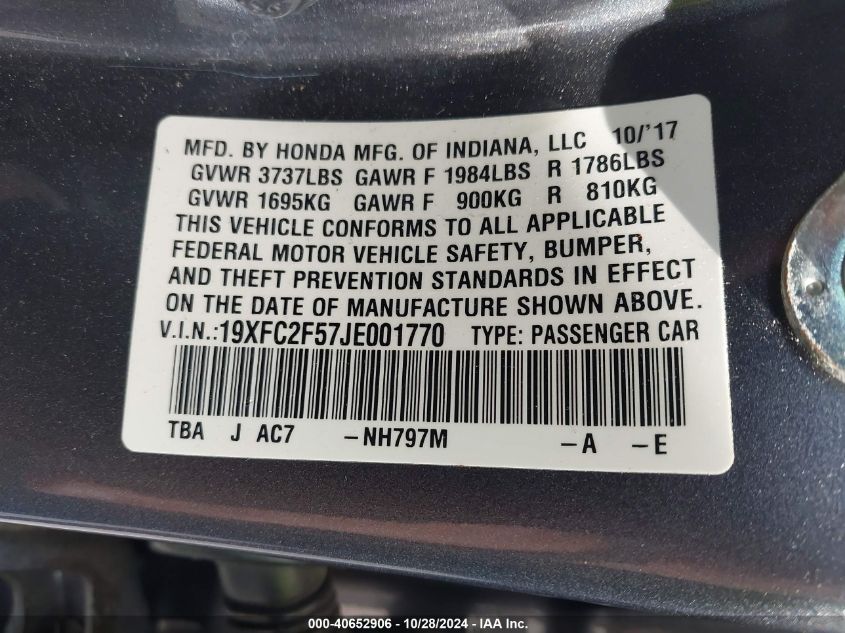 MFD. BY HONDA MFG. OF INDIANA, LLC 10/'17
GVWR 3737LBS GAWR F 1984LBS R 1786LBS
GVWR 1695KG GAWR F 900KG R 810KG
THIS VEHICLE CONFORMS TO ALL APPLICABLE
FEDERAL MOTOR VEHICLE SAFETY, BUMPER,
AND THEFT PREVENTION STANDARDS IN EFFECT
ON THE DATE OF MANUFACTURE SHOWN ABOVE.
V.I.N.:19XFC2F57JE001770 TYPE: PASSENGER CAR
TBA J AC7 -NH797M -A -E
000-40652906 - 10/28/2024 - © IAA Inc.